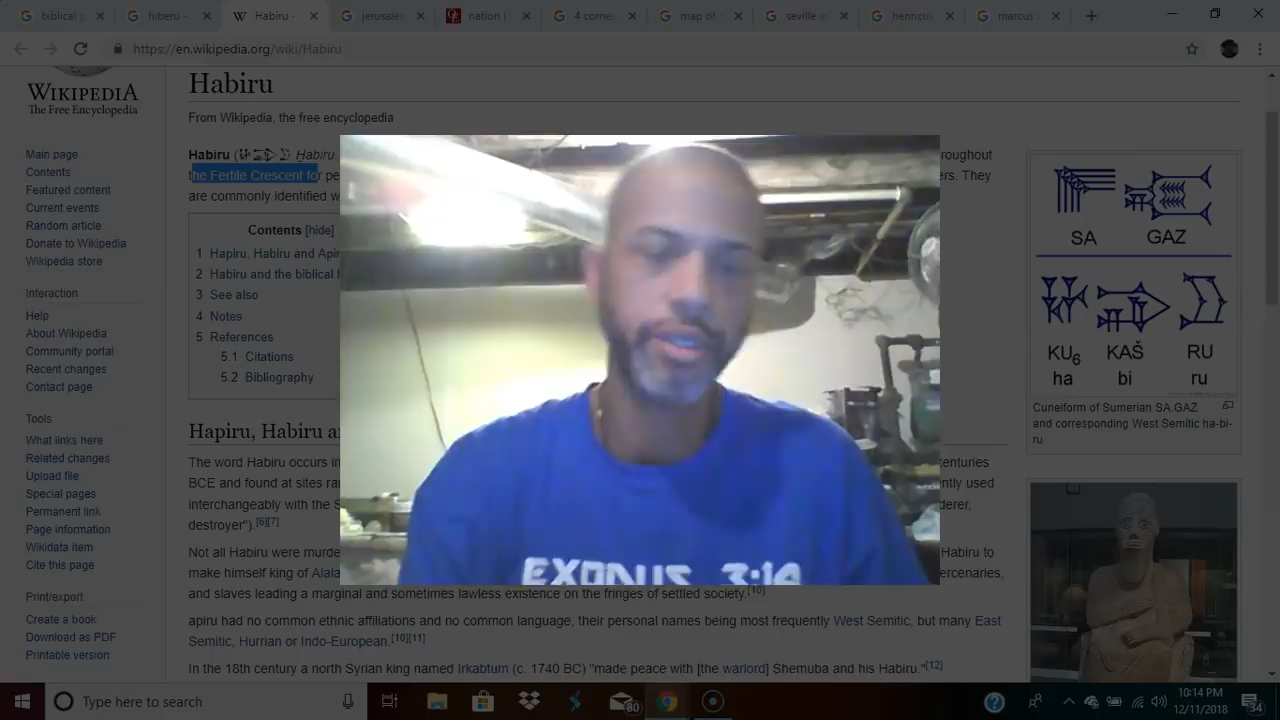 biblical p
hiberu
Habiru -
jerusalem
nation
4 corne
map of
seville s
henricus
marcus
https://en.wikipedia.org/wiki/Habiru
WIKIPEDIA
The Free Encyclopedia
Main page
Contents
Featured content
Current events
Random article
Donate to Wikipedia
Wikipedia store
Interaction
Help
About Wikipedia
Community portal
Recent changes
Contact page
Tools
What links here
Related changes
Upload file
Special pages
Permanent link
Page information
Wikidata item
Cite this page
Print/export
Create a book
Download as PDF
Printable version
Habiru
From Wikipedia, the free encyclopedia
Habiru ( Habiru, roughout
the Fertile Crescent for pe ers. They
are commonly identified w
Contents [hide]
1 Hapiru, Habiru and Apir
2 Habiru and the biblical
3 See also
4 Notes
5 References
5.1 Citations
5.2 Bibliography
Hapiru, Habiru a
The word Habiru occurs in centuries
BCE and found at sites ra ntly used
interchangeably with the S derer,
destroyer") [6][7]
Not all Habiru were murde Habiru to
make himself king of Alala ercenaries,
and slaves leading a marginal and sometimes lawless existence on the fringes of settled society.[10]
apiru had no common ethnic affiliations and no common language, their personal names being most frequently West Semitic, but many East
Semitic, Hurrian or Indo-European.[10][11]
In the 18th century a north Syrian king named Irkabtum (c. 1740 BC) "made peace with [the warlord] Shemuba and his Habiru."[12]
EXODUS 3:14
SA GAZ
KU6 KAŠ RU
ha bi ru
Cuneiform of Sumerian SA.GAZ
and corresponding West Semitic ha-bi-
ru
Type here to search
80
10:14 PM
12/11/2018
34